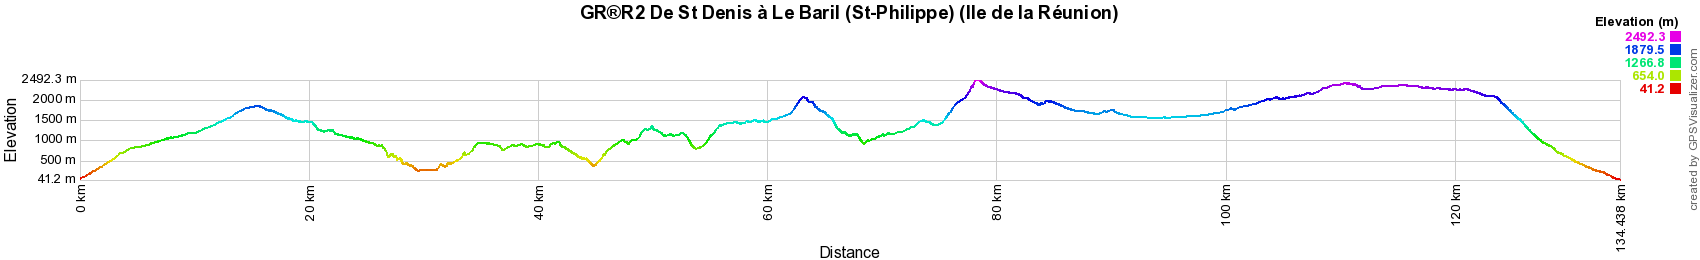 GR®R2 De St Denis à Le Baril (St-Philippe) (Ile de la Réunion)
Elevation (m)
2492.3
1879.5
1266.8
654.0
41.2
2492.3 m
2000 m
1500 m
1000 m
500 m
41.2 m
Elevation
0 km
20 km
40 km
60 km
80 km
100 km
120 km
134.438 km
Distance
created by GPSVisualizer.com